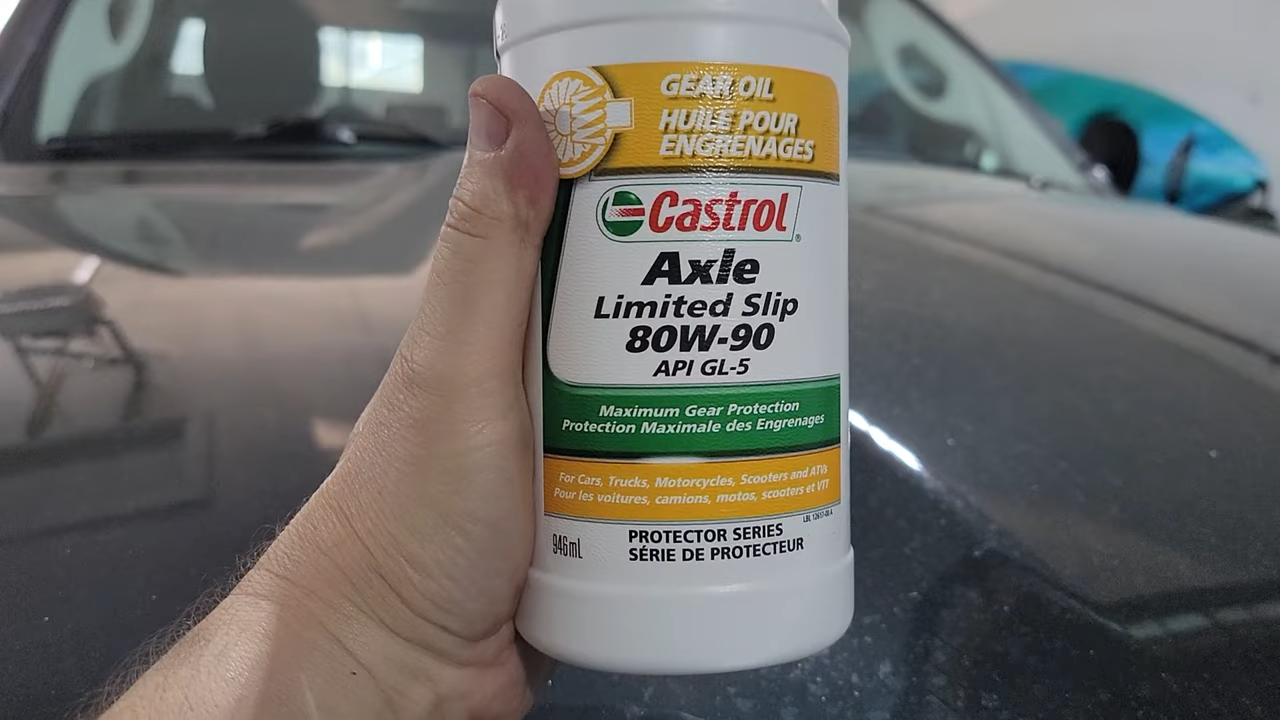 GEAR OIL
HUILE POUR
ENGRENAGES
Castrol®
Axle
Limited Slip
80W-90
API GL-5
Maximum Gear Protection
Protection Maximale des Engrenages
For Cars, Trucks, Motorcycles, Scooters and ATVs
Pour les voitures, camions, motos, scooters et VTT
946mL
PROTECTOR SERIES
SÉRIE DE PROTECTEUR